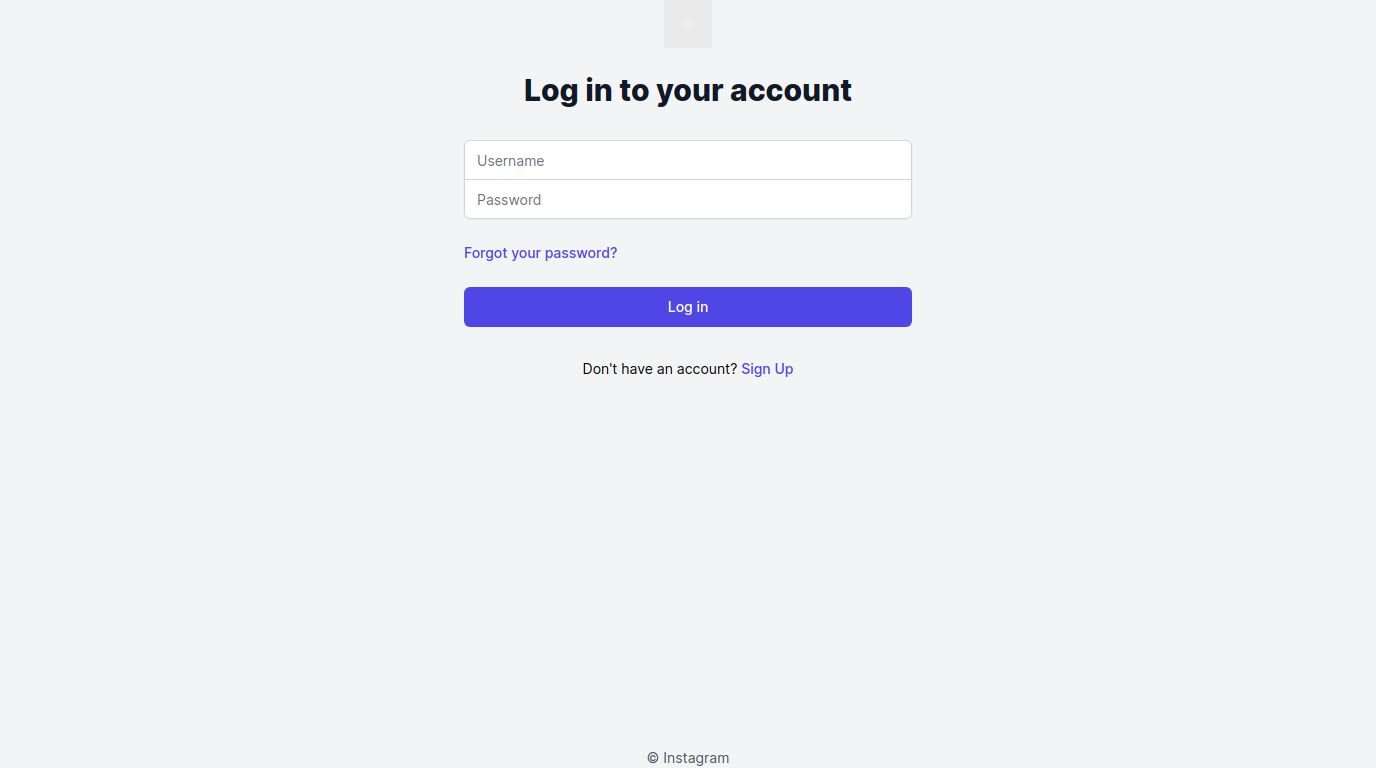 Log in to your account
Username
Password
Forgot your password?
Log in
Don't have an account? Sign Up
© Instagram